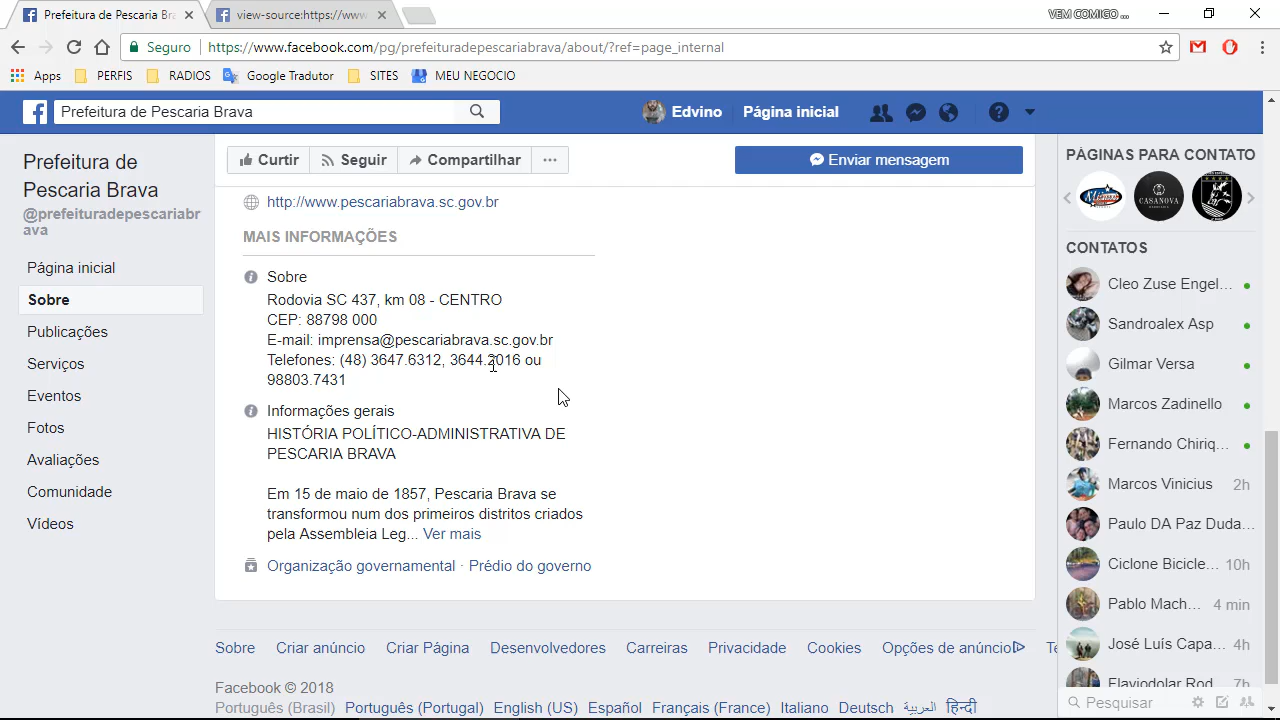 Prefeitura de Pescaria Bra
view-source:https://www
VEM COMIGO ...
Seguro
https://www.facebook.com/pg/prefeituradepescariabrava/about/?ref=page_internal
Apps
PERFIS
RADIOS
Google Tradutor
SITES
MEU NEGOCIO
Prefeitura de Pescaria Brava
Edvino
Página inicial
Prefeitura de
Pescaria Brava
@prefeituradepescariabr
ava
Página inicial
Sobre
Publicações
Serviços
Eventos
Fotos
Avaliações
Comunidade
Vídeos
Curtir
Seguir
Compartilhar
Enviar mensagem
http://www.pescariabrava.sc.gov.br
MAIS INFORMAÇÕES
Sobre
Rodovia SC 437, km 08 - CENTRO
CEP: 88798 000
E-mail: imprensa@pescariabrava.sc.gov.br
Telefones: (48) 3647.6312, 3644.2016 ou
98803.7431
Informações gerais
HISTÓRIA POLÍTICO-ADMINISTRATIVA DE
PESCARIA BRAVA
Em 15 de maio de 1857, Pescaria Brava se
transformou num dos primeiros distritos criados
pela Assembleia Leg... Ver mais
Organização governamental · Prédio do governo
PÁGINAS PARA CONTATO
CASANOVA
CONTATOS
Cleo Zuse Engel...
Sandroalex Asp
Gilmar Versa
Marcos Zadinello
Fernando Chiriq...
Marcos Vinicius 2h
Paulo DA Paz Duda...
Ciclone Bicicle... 10h
Pablo Mach... 4 min
José Luís Capa... 4h
Flaviodolar Rod 7h
Pesquisar
Sobre
Criar anúncio
Criar Página
Desenvolvedores
Carreiras
Privacidade
Cookies
Opções de anúncio
Te
Facebook © 2018
Português (Brasil)
Português (Portugal)
English (US)
Español
Français (France)
Italiano
Deutsch
العربية
हिन्दी